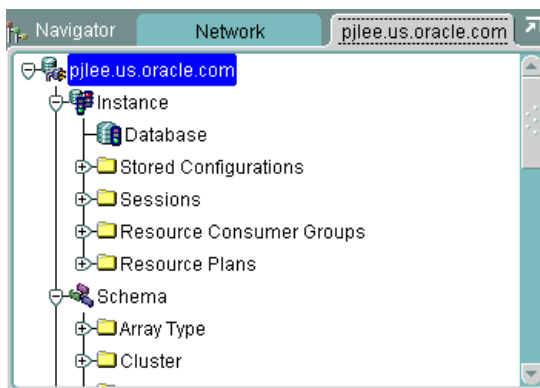 Navigator Network pjlee.us.oracle.com
pjlee.us.oracle.com
Instance
Database
Stored Configurations
Sessions
Resource Consumer Groups
Resource Plans
Schema
Array Type
Cluster